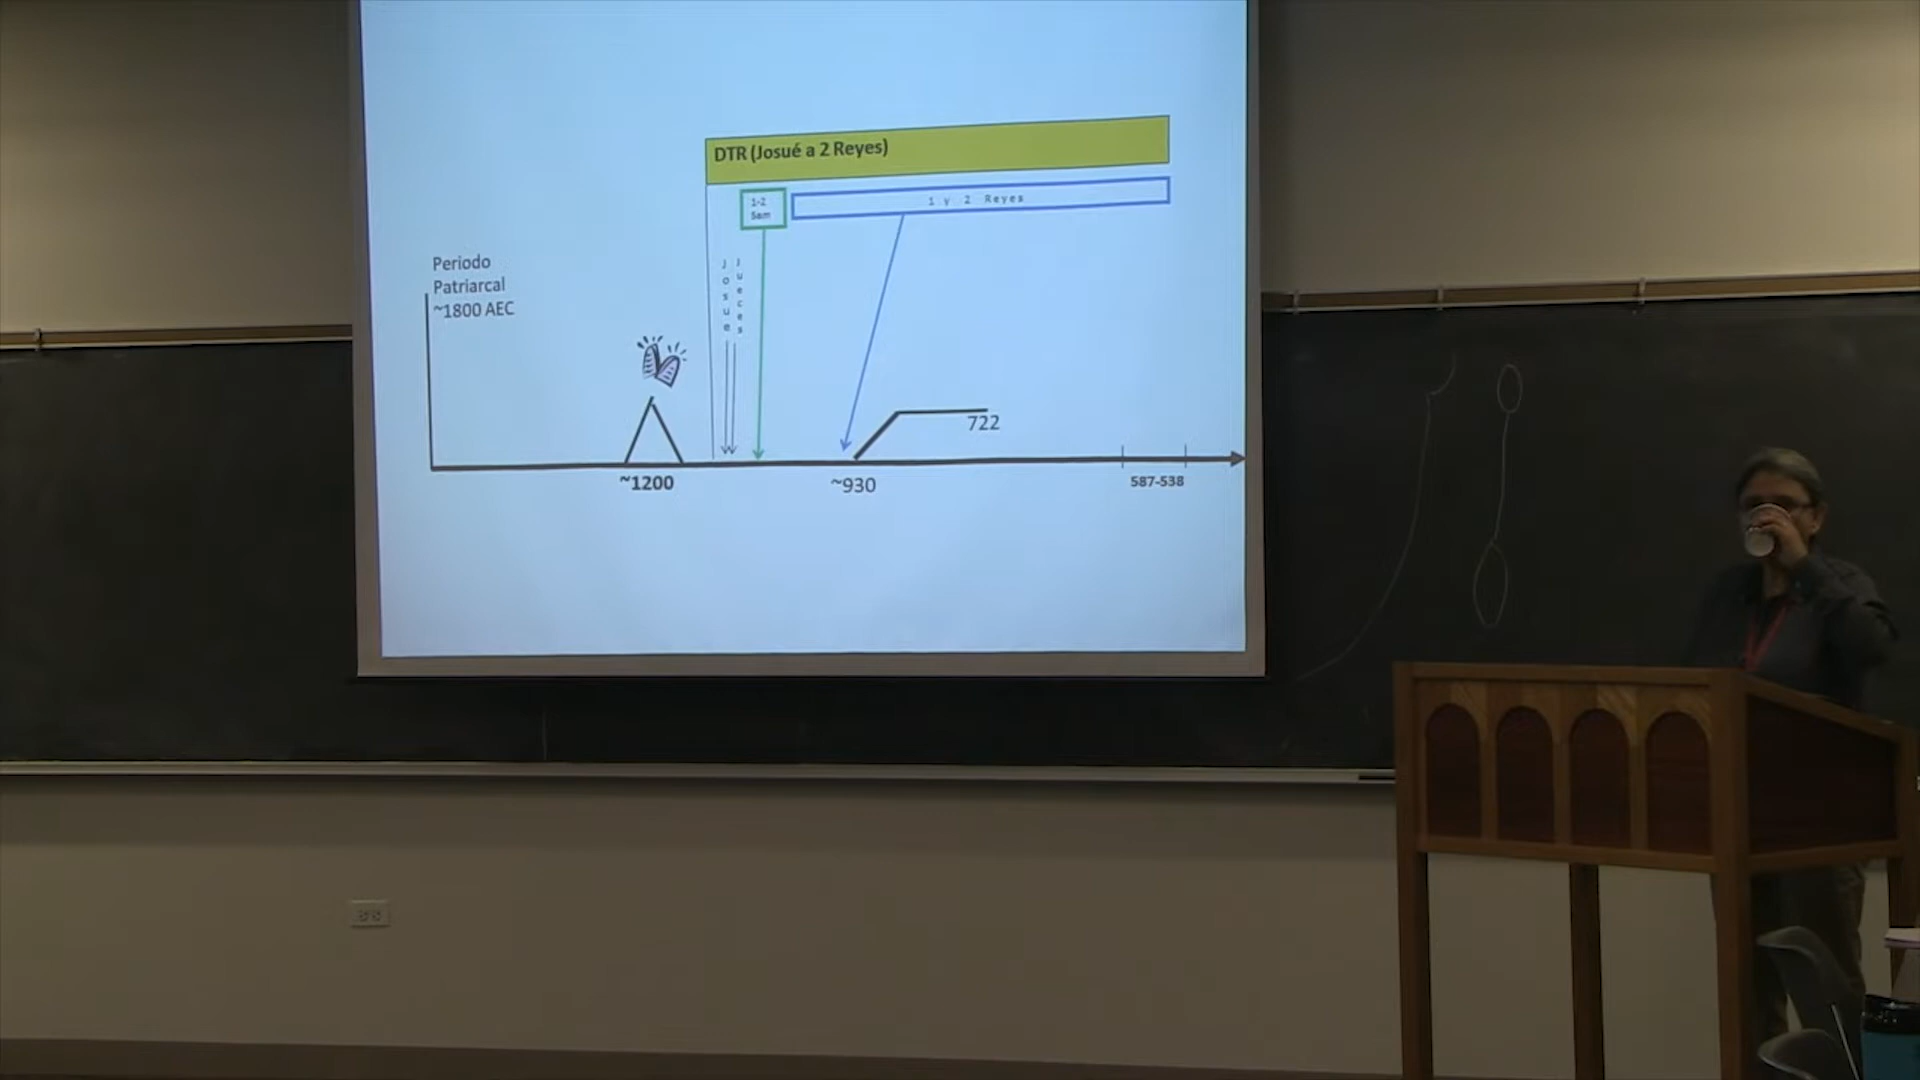 DTR (Josué a 2 Reyes)
1-2
Sam
1 y 2 Reyes
Periodo
Patriarcal
~1800 AEC
Josue
Jueces
722
~1200
~930
587-538